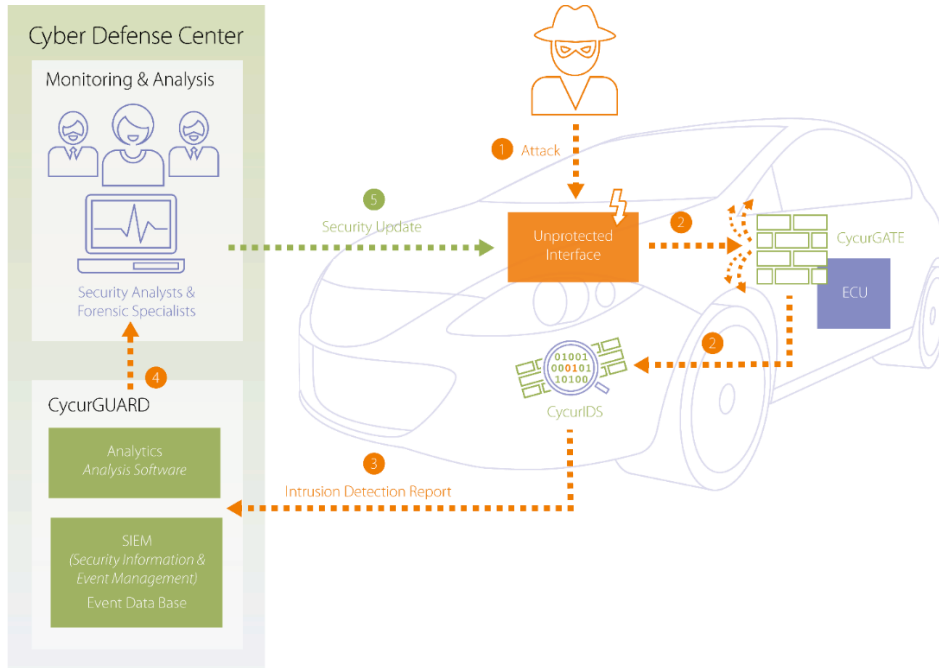 Cyber Defense Center
Monitoring & Analysis
Security Analysts &
Forensic Specialists
4
CycurGUARD
Analytics
Analysis Software
SIEM
(Security Information &
Event Management)
Event Data Base
1 Attack
5
Security Update
Unprotected
Interface
2
CycurGATE
ECU
2
01001
000101
10100
CycurIDS
3
Intrusion Detection Report